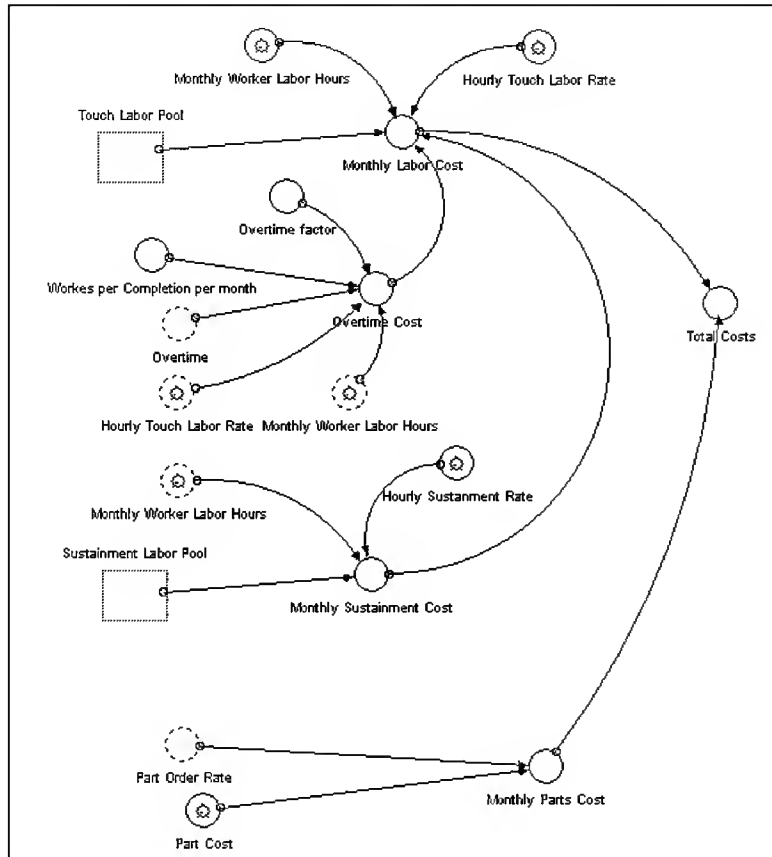 Monthly Worker Labor Hours
Hourly Touch Labor Rate
Touch Labor Pool
Monthly Labor Cost
Overtime factor
Workes per Completion per month
Overtime Cost
Total Costs
Overtime
Hourly Touch Labor Rate
Monthly Worker Labor Hours
Monthly Worker Labor Hours
Hourly Sustanment Rate
Sustainment Labor Pool
Monthly Sustainment Cost
Part Order Rate
Monthly Parts Cost
Part Cost